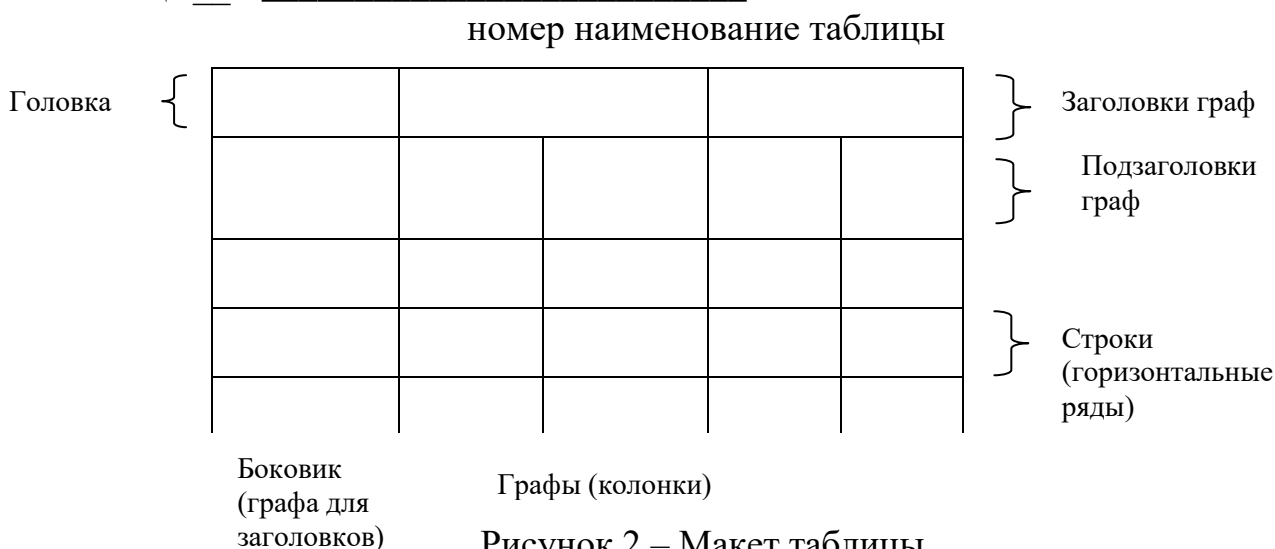 номер наименование таблицы
Головка
Заголовки граф
Подзаголовки
граф
Строки
(горизонтальные
ряды)
Боковик
(графа для
заголовков)
Графы (колонки)
Рисунок 2 – Макет таблицы